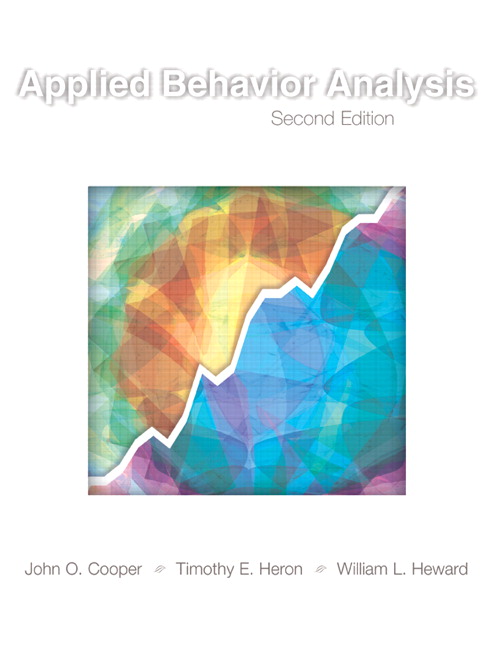 Applied Behavior Analysis
Second Edition
John O. Cooper Timothy E. Heron William L. Heward